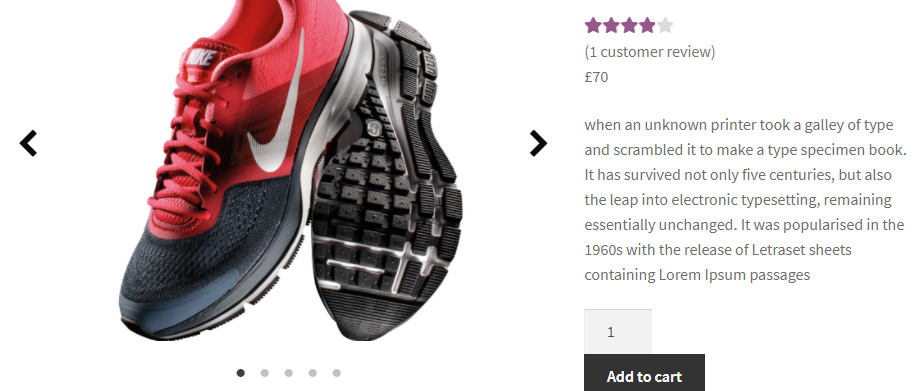 NIKE
(1 customer review)
£70
when an unknown printer took a galley of type
and scrambled it to make a type specimen book.
It has survived not only five centuries, but also
the leap into electronic typesetting, remaining
essentially unchanged. It was popularised in the
1960s with the release of Letraset sheets
containing Lorem Ipsum passages
1
Add to cart